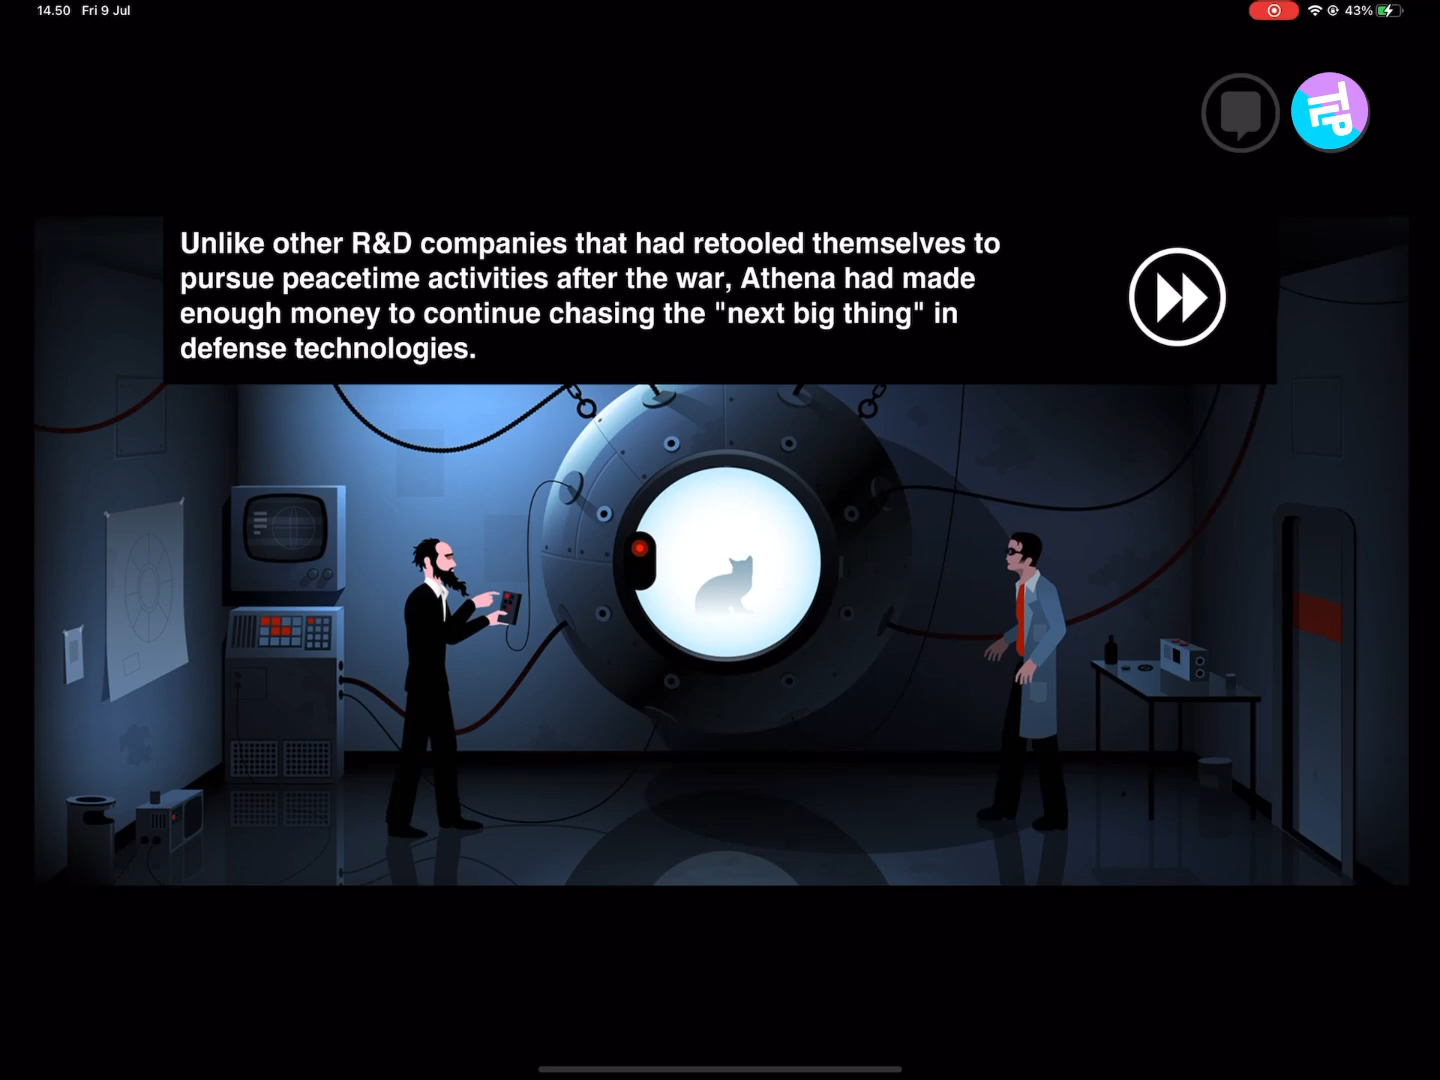 14.50 Fri 9 Jul
43%
TLP
Unlike other R&D companies that had retooled themselves to
pursue peacetime activities after the war, Athena had made
enough money to continue chasing the "next big thing" in
defense technologies.